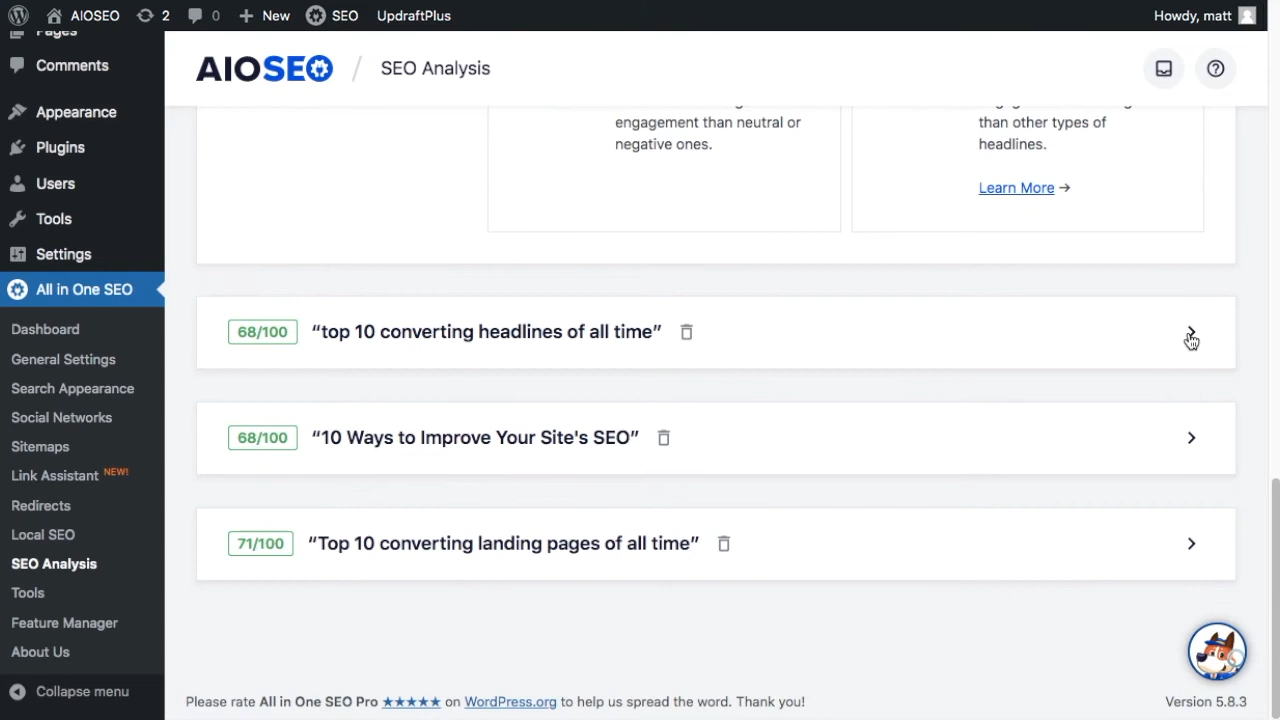 AIOSEO 2 0 New SEO UpdraftPlus Howdy, matt
Pages
Comments
Appearance
Plugins
Users
Tools
Settings
All in One SEO
Dashboard
General Settings
Search Appearance
Social Networks
Sitemaps
Link Assistant NEW!
Redirects
Local SEO
SEO Analysis
Tools
Feature Manager
About Us
Collapse menu
AIOSEO / SEO Analysis
engagement than neutral or
negative ones.
than other types of
headlines.
Learn More →
68/100 “top 10 converting headlines of all time”
68/100 “10 Ways to Improve Your Site's SEO”
71/100 “Top 10 converting landing pages of all time”
Please rate All in One SEO Pro ★★★★★ on WordPress.org to help us spread the word. Thank you!
Version 5.8.3